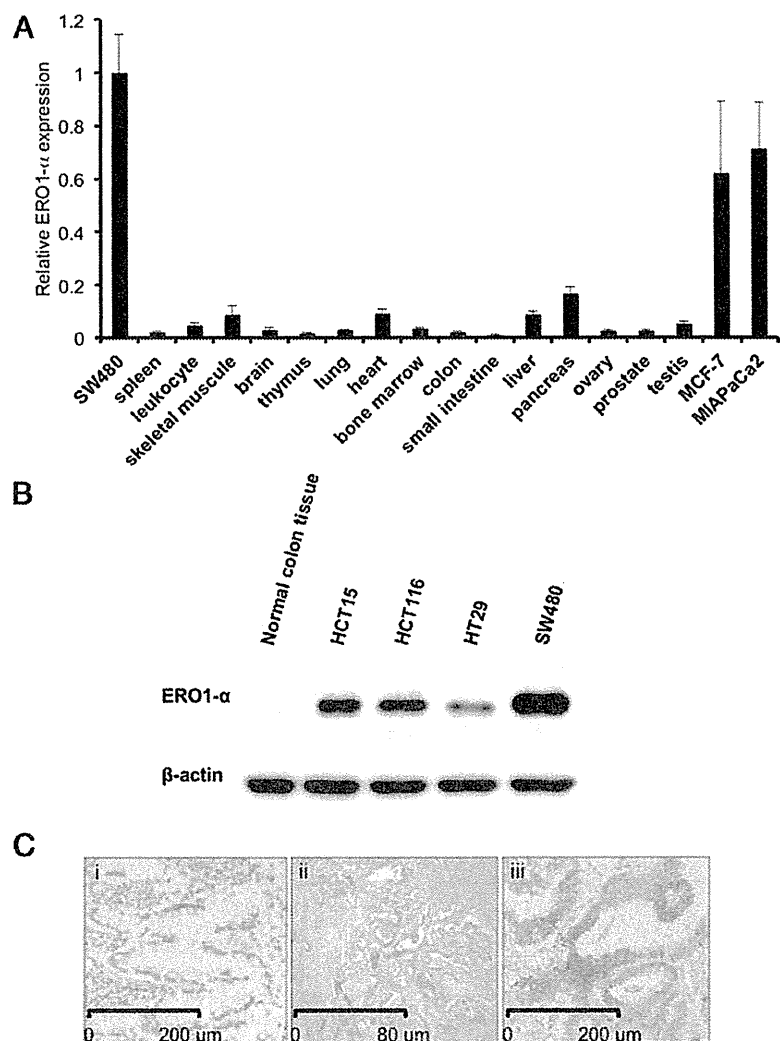 A
Relative ERO1-α expression
1.2
1
0.8
0.6
0.4
0.2
0
SW480
spleen
leukocyte
skeletal muscule
brain
thymus
lung
heart
bone marrow
colon
small intestine
liver
pancreas
ovary
prostate
testis
MCF-7
MIAPaCa2
B
Normal colon tissue
HCT15
HCT116
HT29
SW480
ERO1-α
β-actin
C
i
ii
iii
0 200 um
0 80 um
0 200 um